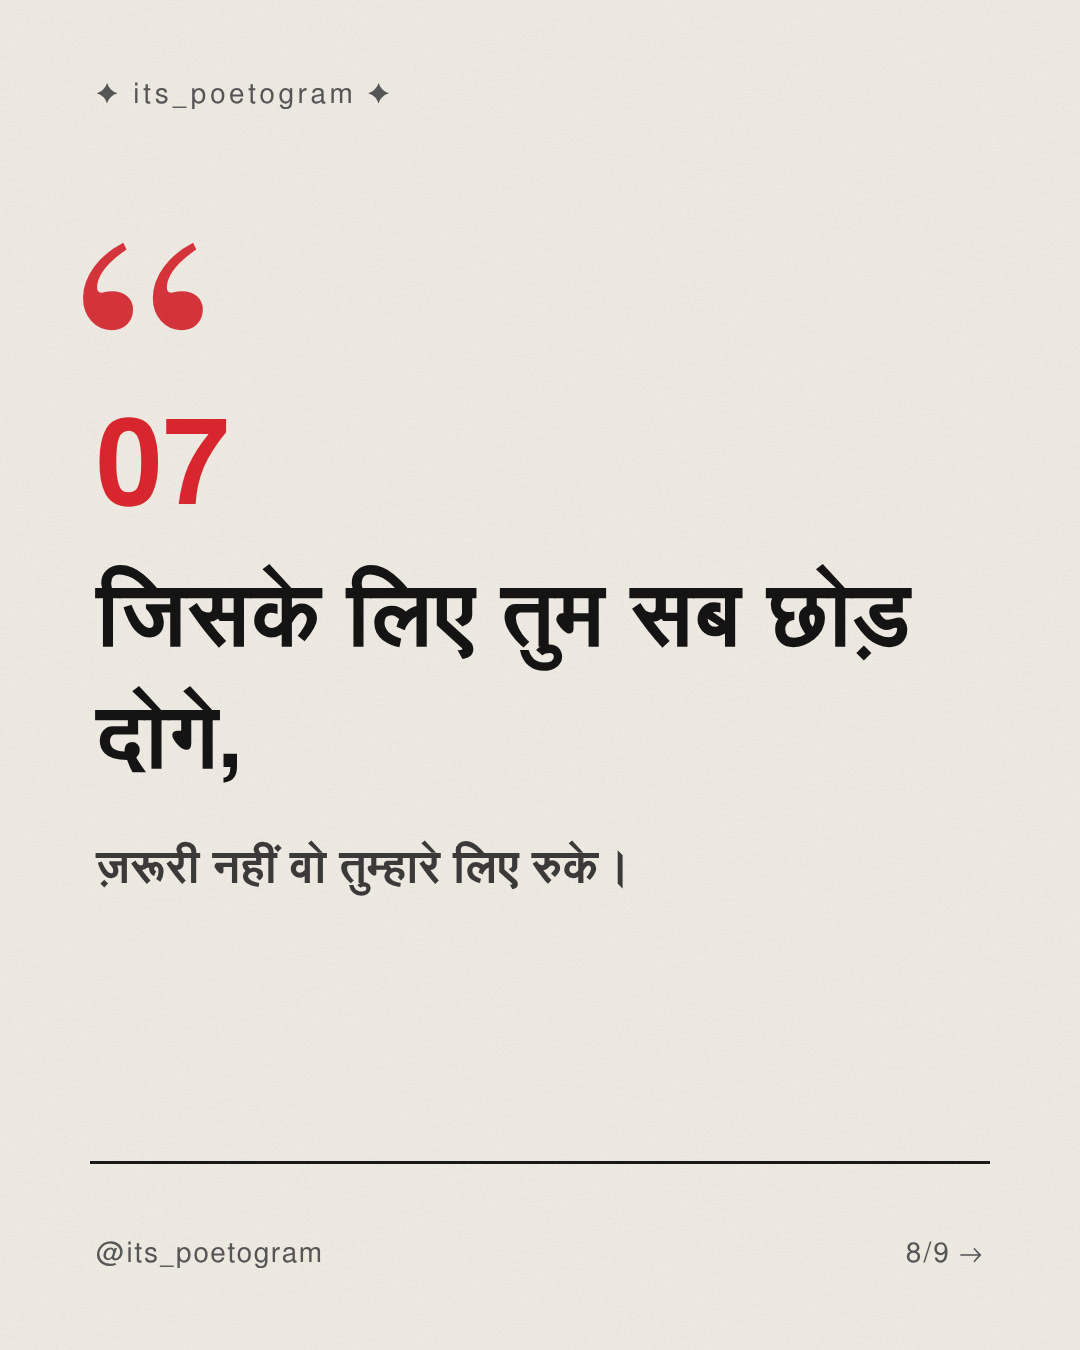 ✦ its_poetogram ✦
“
07
जिसके लिए तुम सब छोड़
दोगे,
ज़रूरी नहीं वो तुम्हारे लिए रुके।
@its_poetogram
8/9 →